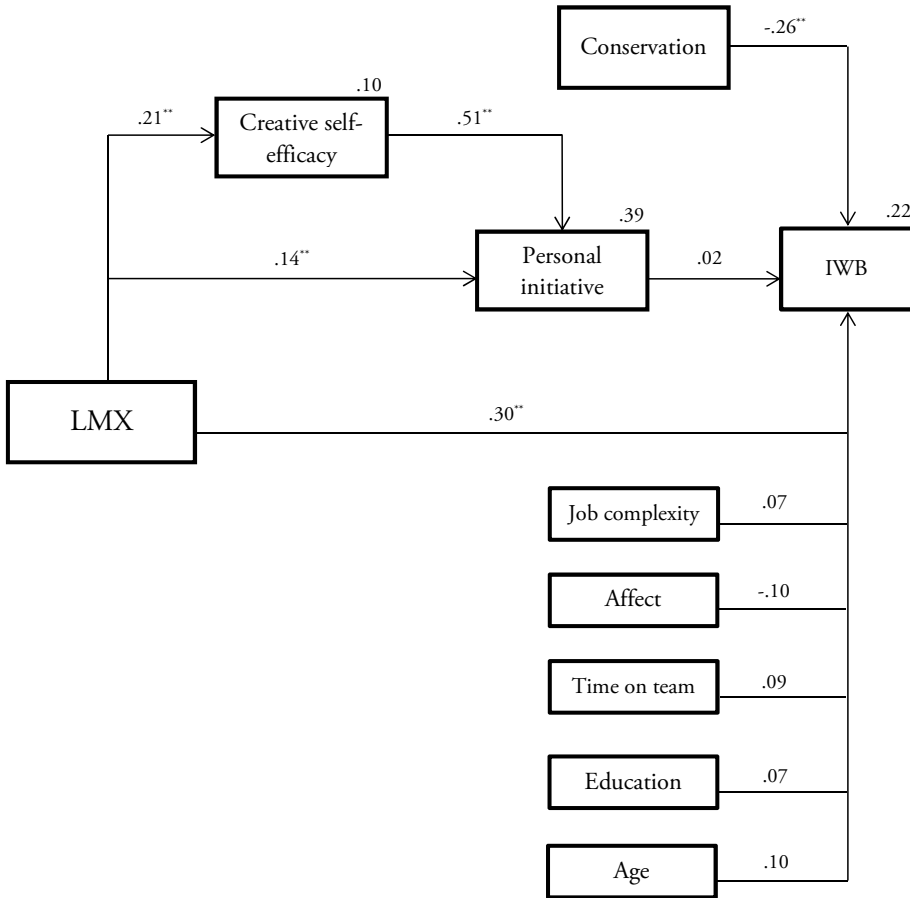 Conservation
-.26**
.10
.21**
Creative self-
efficacy
.51**
.39
.22
.14**
Personal
initiative
.02
IWB
LMX
.30**
Job complexity
.07
Affect
-.10
Time on team
.09
Education
.07
Age
.10